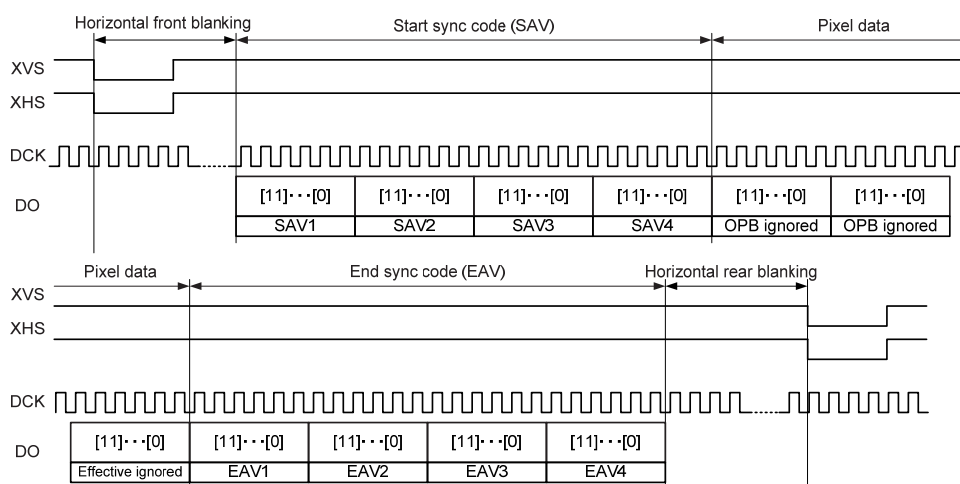 Horizontal front blanking Start sync code (SAV) Pixel data
XVS
XHS
DCK
DO [11]···[0] [11]···[0] [11]···[0] [11]···[0] [11]···[0] [11]···[0]
SAV1 SAV2 SAV3 SAV4 OPB ignored OPB ignored
Pixel data End sync code (EAV) Horizontal rear blanking
XVS
XHS
DCK
DO [11]···[0] [11]···[0] [11]···[0] [11]···[0] [11]···[0]
Effective ignored EAV1 EAV2 EAV3 EAV4